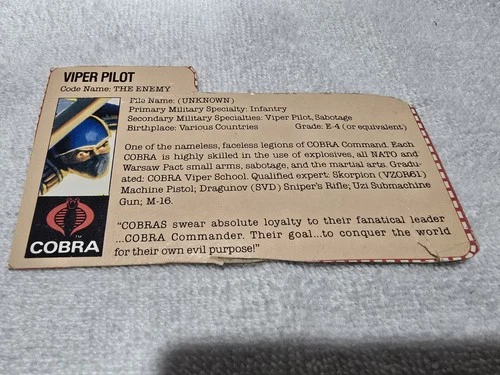 VIPER PILOT
Code Name: THE ENEMY
File Name: (UNKNOWN)
Primary Military Specialty: Infantry
Secondary Military Specialties: Viper Pilot, Sabotage
Birthplace: Various Countries Grade: E-4 (or equivalent)
One of the nameless, faceless legions of COBRA Command. Each
COBRA is highly skilled in the use of explosives, all NATO and
Warsaw Pact small arms, sabotage, and the martial arts. Gradu-
ated: COBRA Viper School. Qualified expert: Skorpion (VZOR61)
Machine Pistol; Dragunov (SVD) Sniper's Rifle; Uzi Submachine
Gun; M-16.
"COBRAS swear absolute loyalty to their fanatical leader
...COBRA Commander. Their goal...to conquer the world
for their own evil purpose!"
TM
COBRA